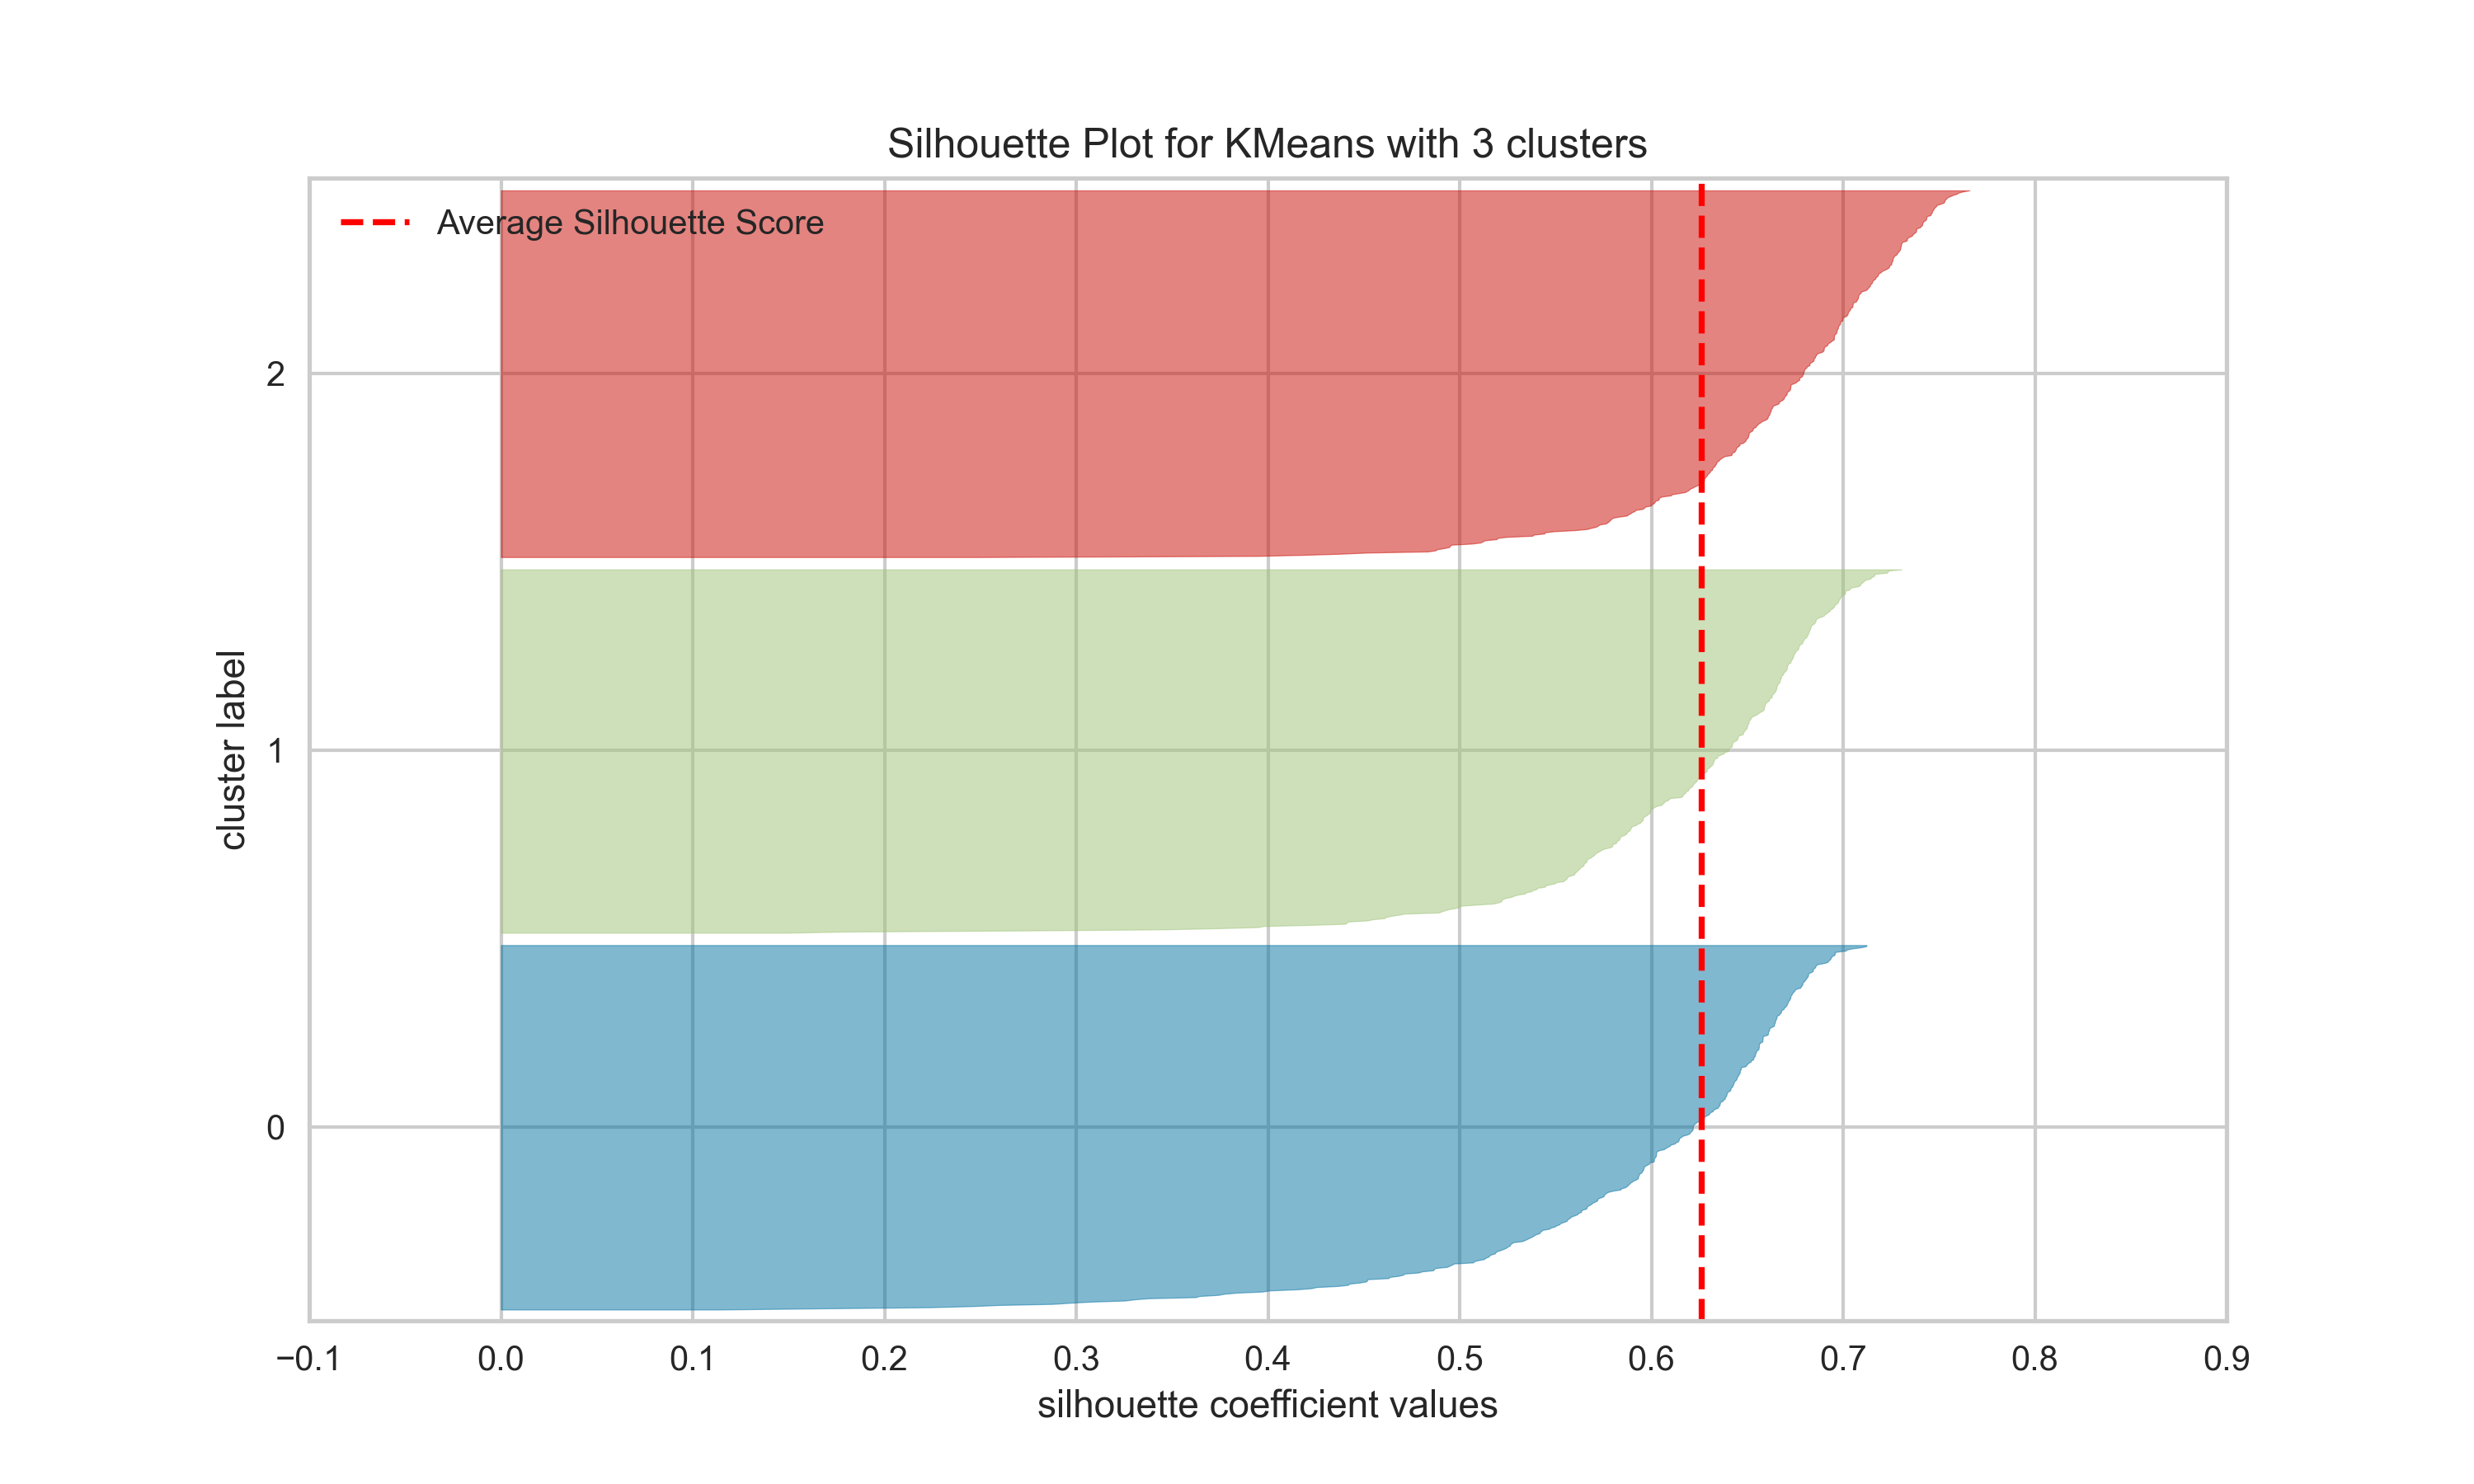 Silhouette Plot for KMeans with 3 clusters
Average Silhouette Score
2
1
0
cluster label
−0.1 0.0 0.1 0.2 0.3 0.4 0.5 0.6 0.7 0.8 0.9
silhouette coefficient values